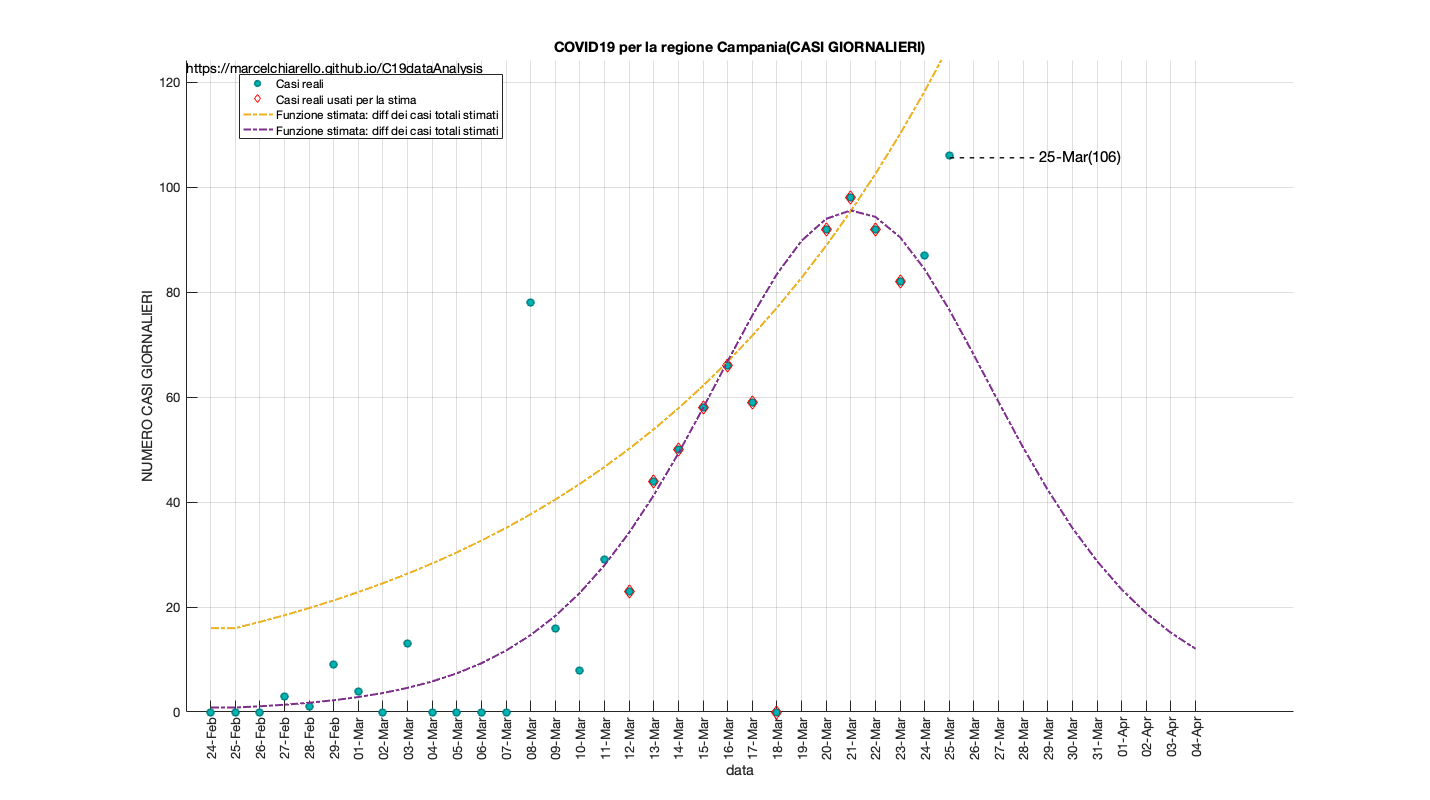 COVID19 per la regione Campania(CASI GIORNALIERI)
https://marcelchiarello.github.io/C19dataAnalysis
Casi reali
Casi reali usati per la stima
Funzione stimata: diff dei casi totali stimati
Funzione stimata: diff dei casi totali stimati
120
100
80
60
40
20
0
NUMERO CASI GIORNALIERI
25-Mar(106)
24-Feb
25-Feb
26-Feb
27-Feb
28-Feb
29-Feb
01-Mar
02-Mar
03-Mar
04-Mar
05-Mar
06-Mar
07-Mar
08-Mar
09-Mar
10-Mar
11-Mar
12-Mar
13-Mar
14-Mar
15-Mar
16-Mar
17-Mar
18-Mar
19-Mar
20-Mar
21-Mar
22-Mar
23-Mar
24-Mar
25-Mar
26-Mar
27-Mar
28-Mar
29-Mar
30-Mar
31-Mar
01-Apr
02-Apr
03-Apr
04-Apr
data